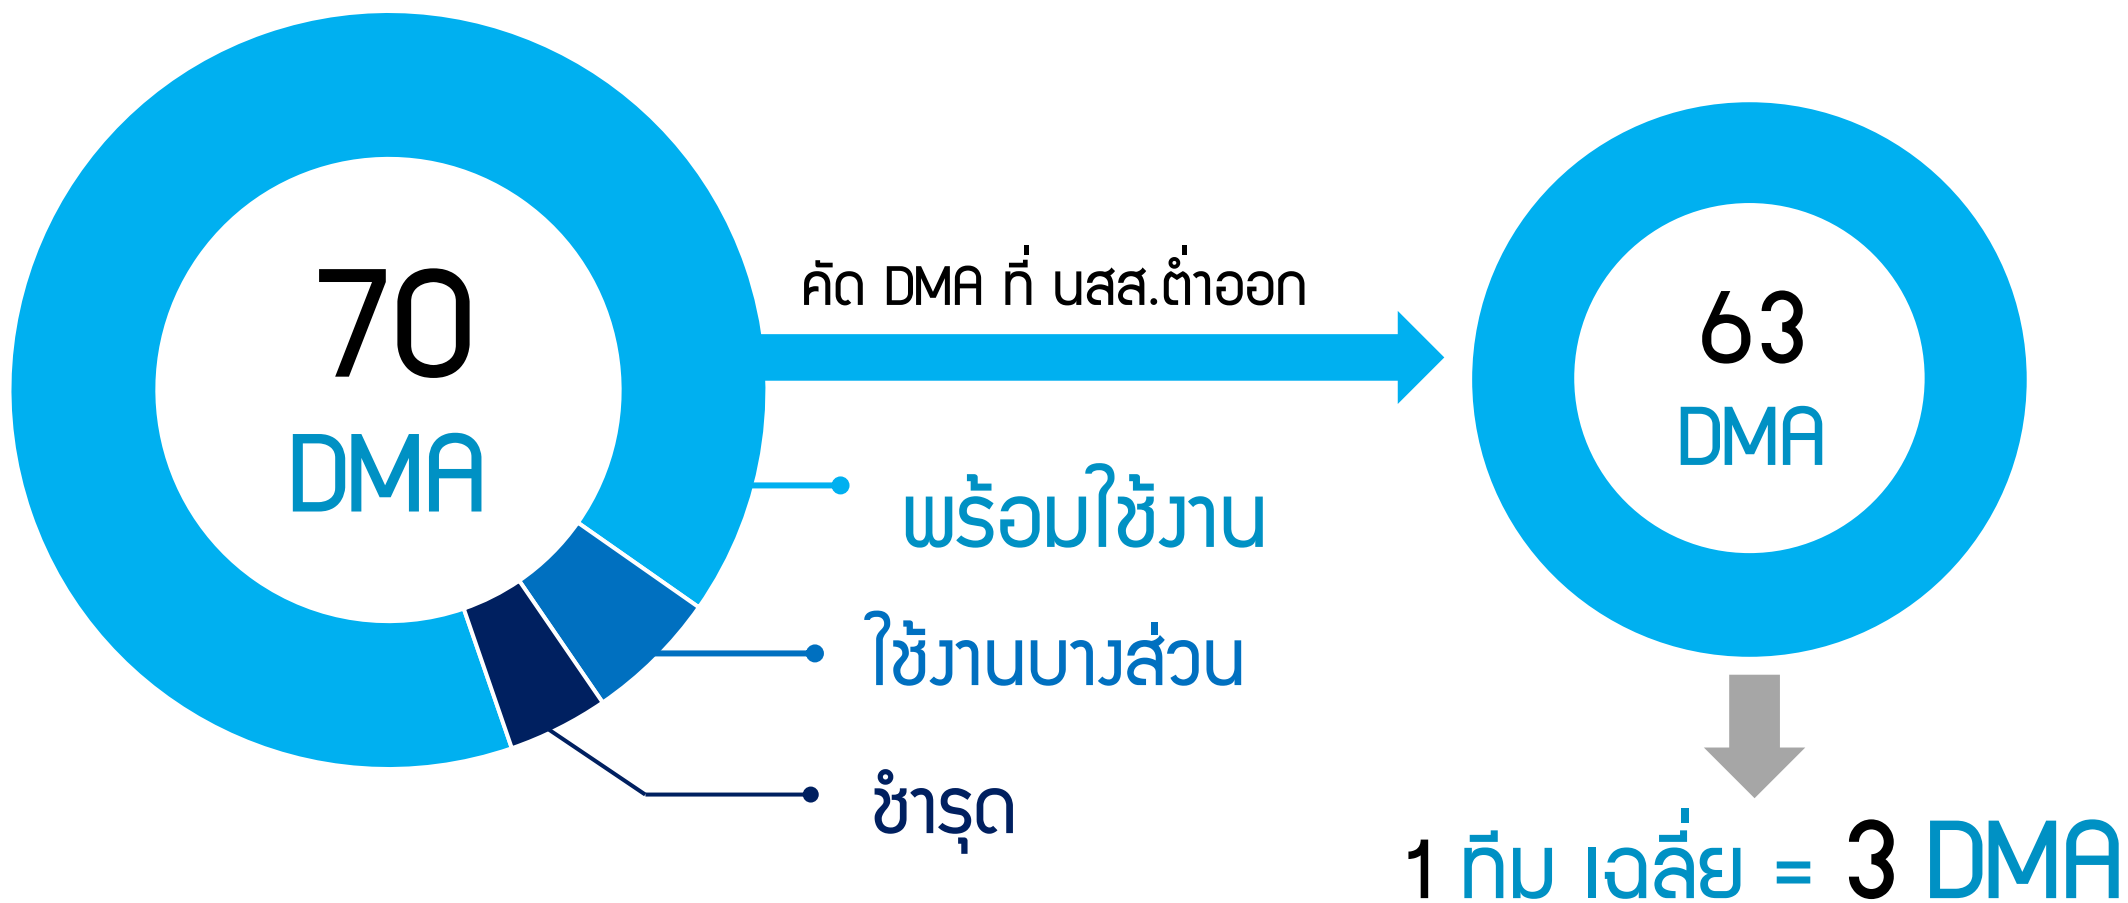 70
DMA
คัด DMA ที่ นสส.ต่ำออก
63
DMA
พร้อมใช้งาน
ใช้งานบางส่วน
ชำรุด
1 ทีม เฉลี่ย = 3 DMA